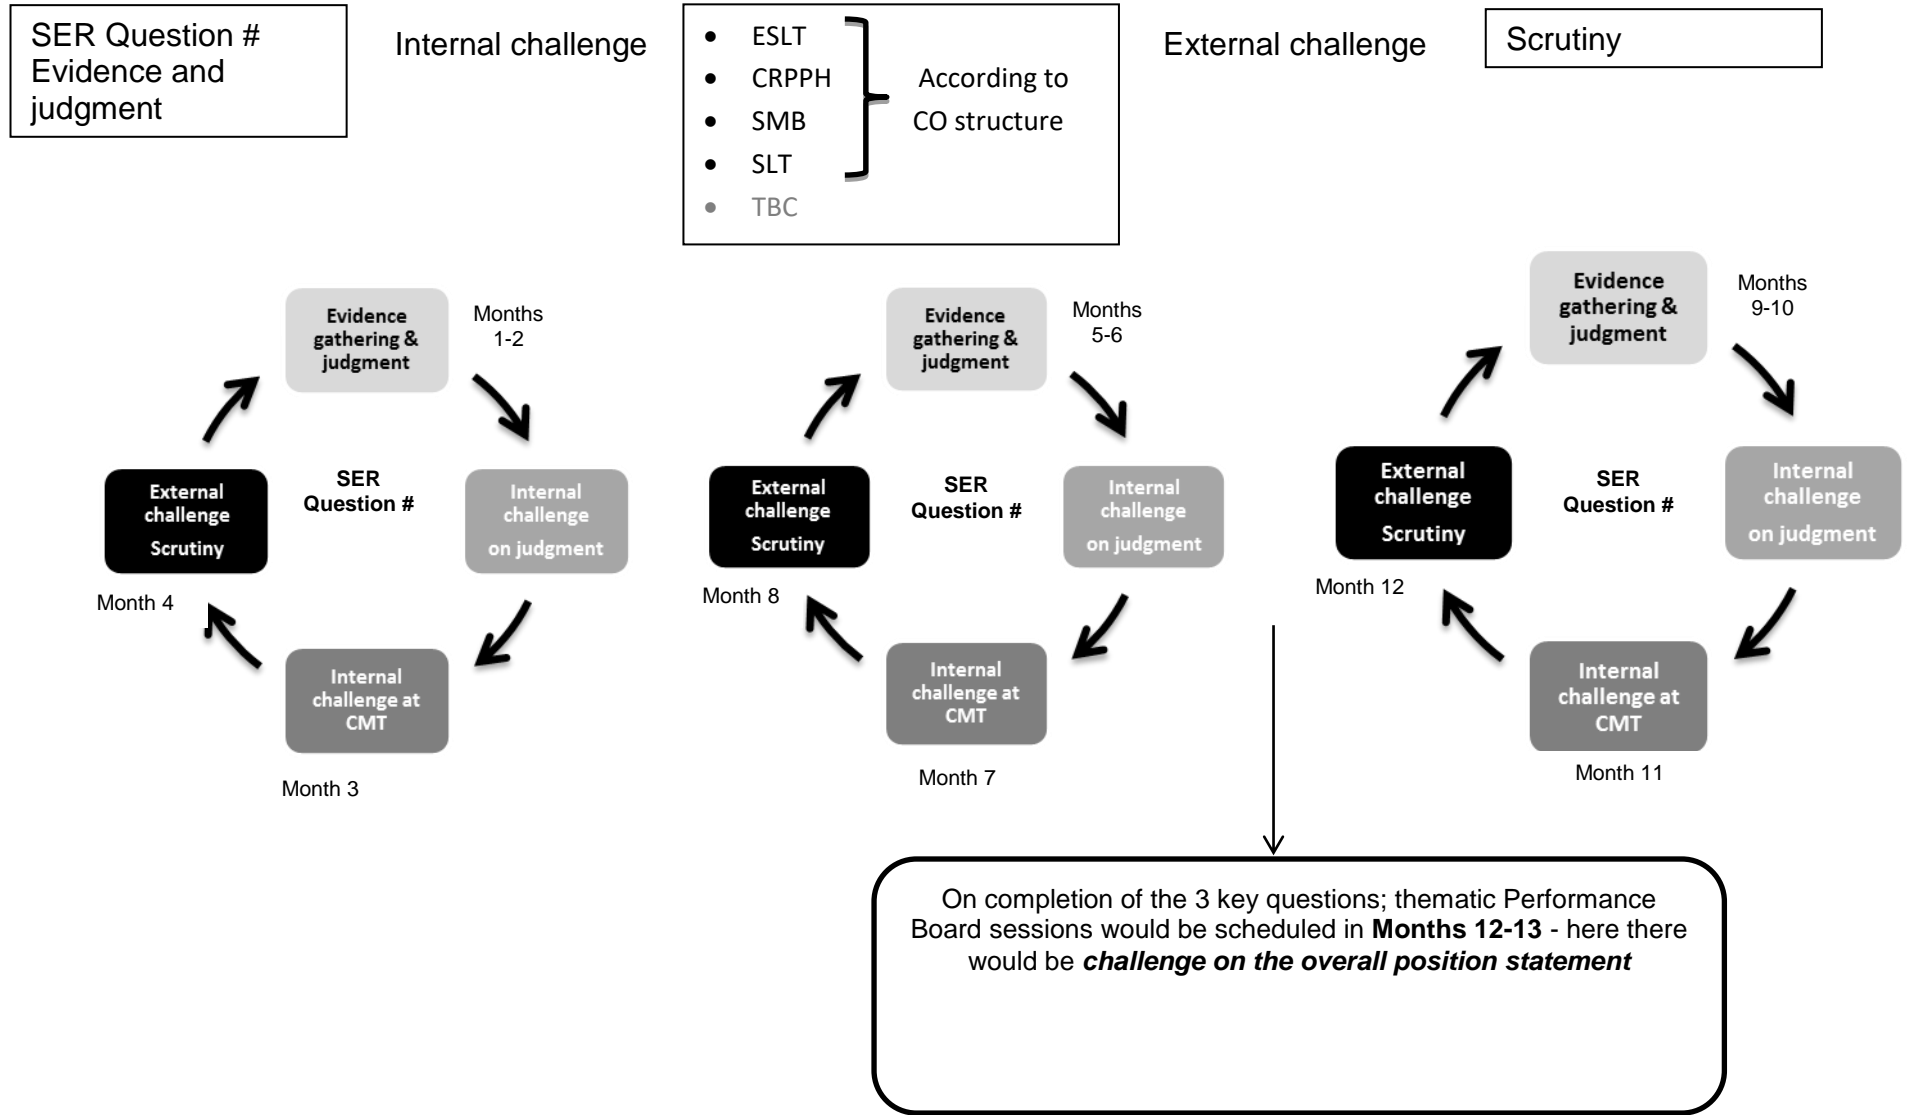 SER Question #
Evidence and
judgment
Internal challenge
• ESLT
• CRPPH
• SMB
• SLT
• TBC
According to
CO structure
External challenge
Scrutiny
Evidence
gathering &
judgment
Months
1-2
SER
Question #
Internal
challenge
on judgment
Internal
challenge at
CMT
Month 3
External
challenge
Scrutiny
Month 4
Evidence
gathering &
judgment
Months
5-6
SER
Question #
Internal
challenge
on judgment
Internal
challenge at
CMT
Month 7
External
challenge
Scrutiny
Month 8
Evidence
gathering &
judgment
Months
9-10
SER
Question #
Internal
challenge
on judgment
Internal
challenge at
CMT
Month 11
External
challenge
Scrutiny
Month 12
On completion of the 3 key questions; thematic Performance
Board sessions would be scheduled in Months 12-13 - here there
would be challenge on the overall position statement